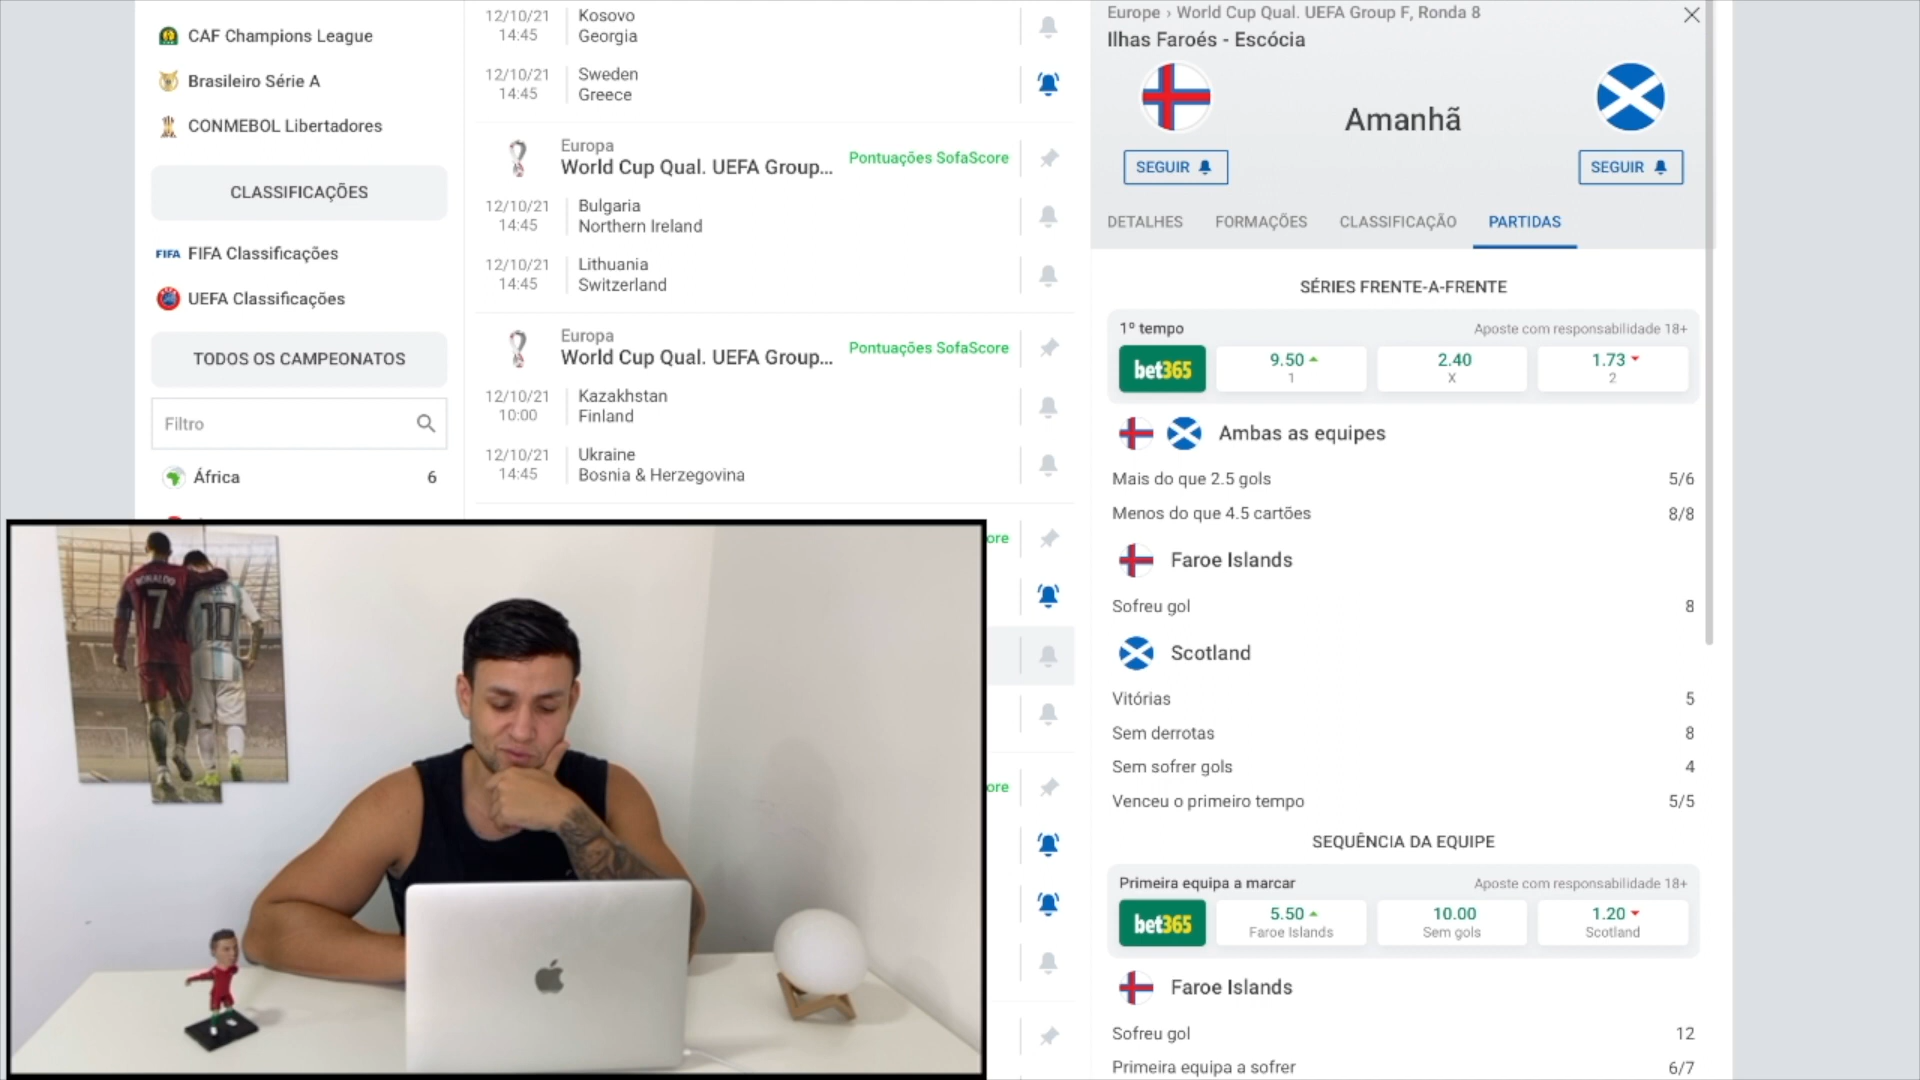 CAF Champions League
Brasileiro Série A
CONMEBOL Libertadores
CLASSIFICAÇÕES
FIFA FIFA Classificações
UEFA Classificações
TODOS OS CAMPEONATOS
Filtro
África 6
12/10/21 Kosovo
14:45 Georgia
12/10/21 Sweden
14:45 Greece
Europa
World Cup Qual. UEFA Group... Pontuações SofaScore
12/10/21 Bulgaria
14:45 Northern Ireland
12/10/21 Lithuania
14:45 Switzerland
Europa
World Cup Qual. UEFA Group... Pontuações SofaScore
12/10/21 Kazakhstan
10:00 Finland
12/10/21 Ukraine
14:45 Bosnia & Herzegovina
ore
ore
RONALDO
7
10
Europe › World Cup Qual. UEFA Group F, Ronda 8
Ilhas Faroés - Escócia
Amanhã
SEGUIR
SEGUIR
DETALHES FORMAÇÕES CLASSIFICAÇÃO PARTIDAS
SÉRIES FRENTE-A-FRENTE
1º tempo Aposte com responsabilidade 18+
bet365 9.50 2.40 1.73
1 X 2
Ambas as equipes
Mais do que 2.5 gols 5/6
Menos do que 4.5 cartões 8/8
Faroe Islands
Sofreu gol 8
Scotland
Vitórias 5
Sem derrotas 8
Sem sofrer gols 4
Venceu o primeiro tempo 5/5
SEQUÊNCIA DA EQUIPE
Primeira equipa a marcar Aposte com responsabilidade 18+
bet365 5.50 10.00 1.20
Faroe Islands Sem gols Scotland
Faroe Islands
Sofreu gol 12
Primeira equipa a sofrer 6/7